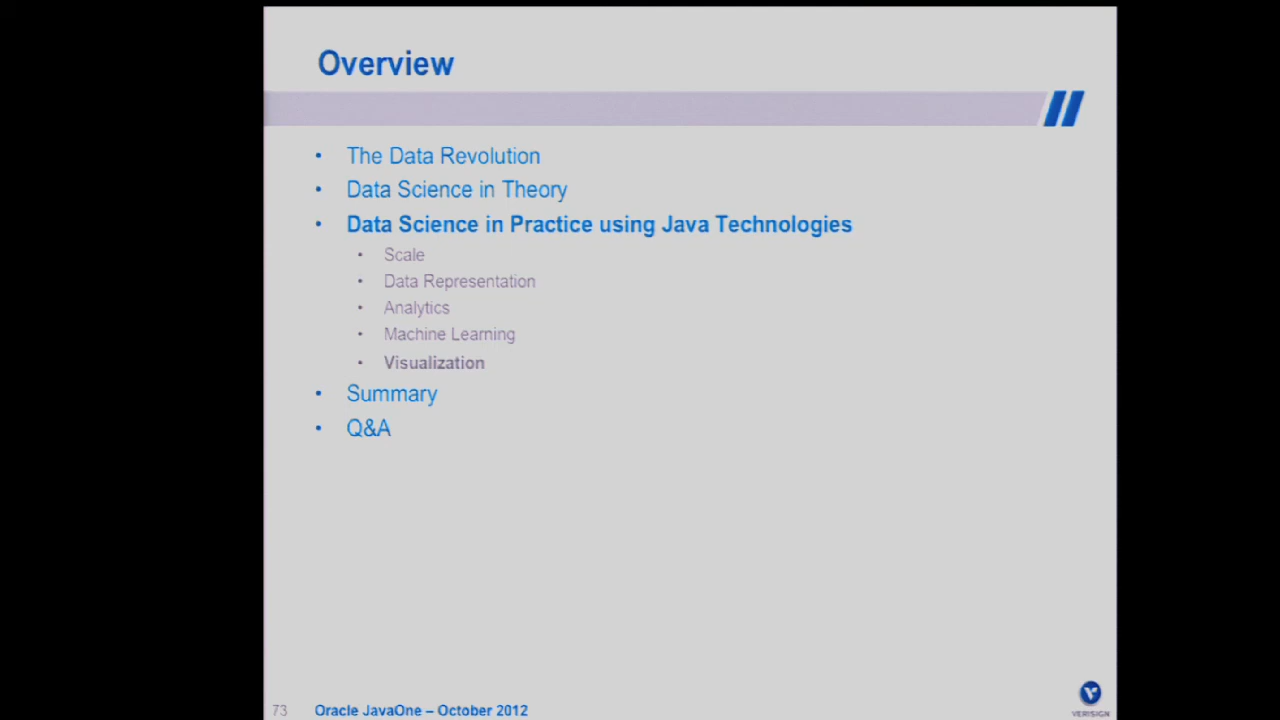 Overview
• The Data Revolution
• Data Science in Theory
• Data Science in Practice using Java Technologies
• Scale
• Data Representation
• Analytics
• Machine Learning
• Visualization
• Summary
• Q&A
73 Oracle JavaOne – October 2012
VERISIGN